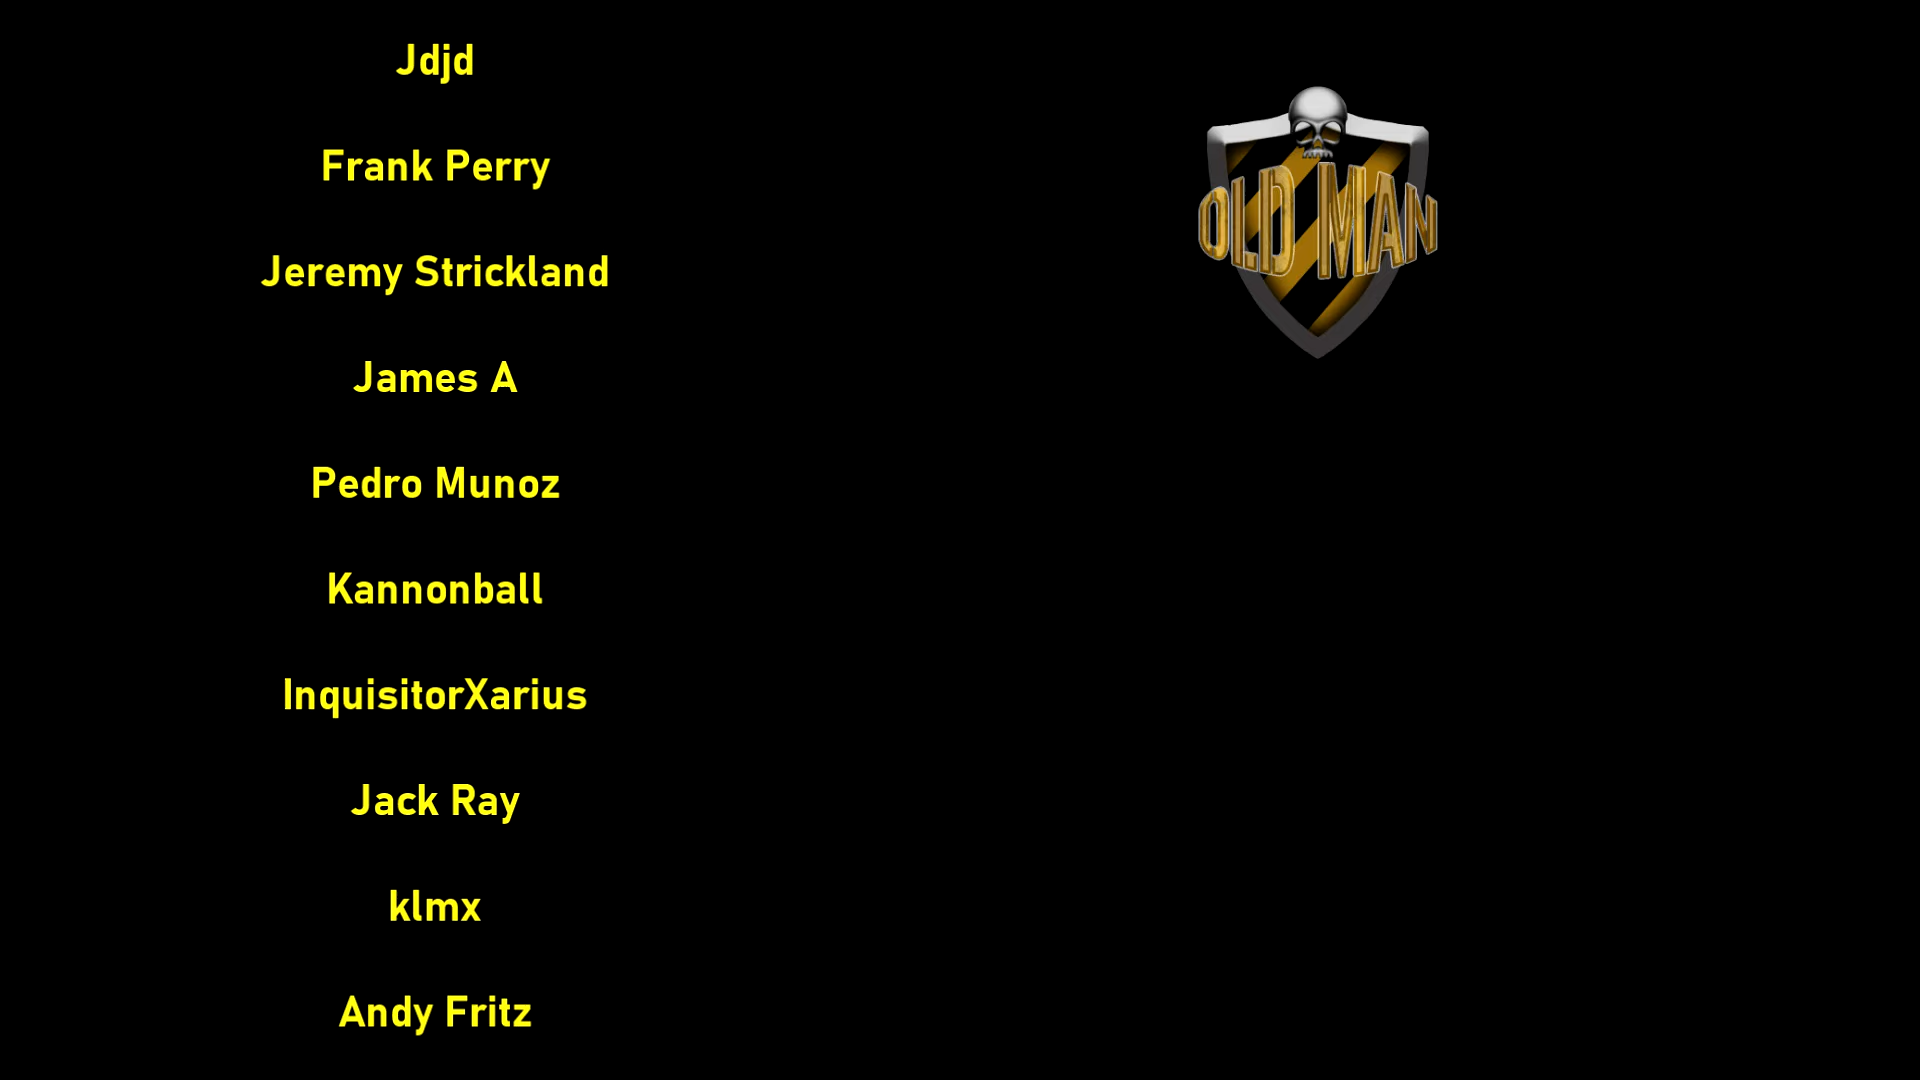 Jdjd
Frank Perry
Jeremy Strickland
James A
Pedro Munoz
Kannonball
InquisitorXarius
Jack Ray
klmx
Andy Fritz
OLD MAN